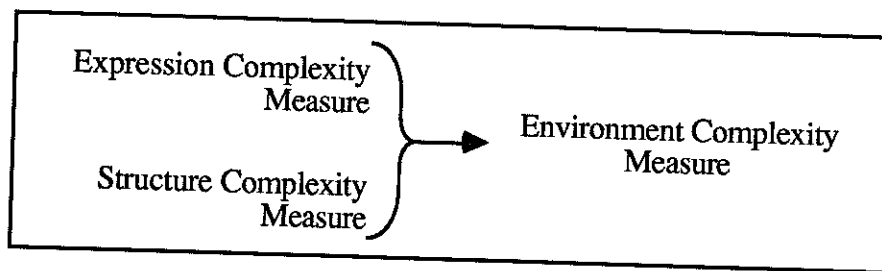 Expression Complexity
Measure
Structure Complexity
Measure
Environment Complexity
Measure